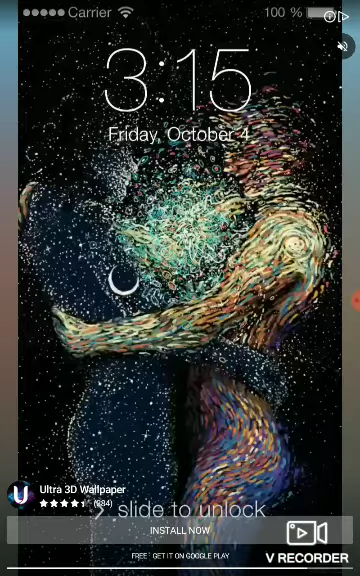 Carrier 100 %
3:15
Friday, October 4
Ultra 3D Wallpaper
slide to unlock
INSTALL NOW
FREE GET IT ON GOOGLE PLAY
V RECORDER